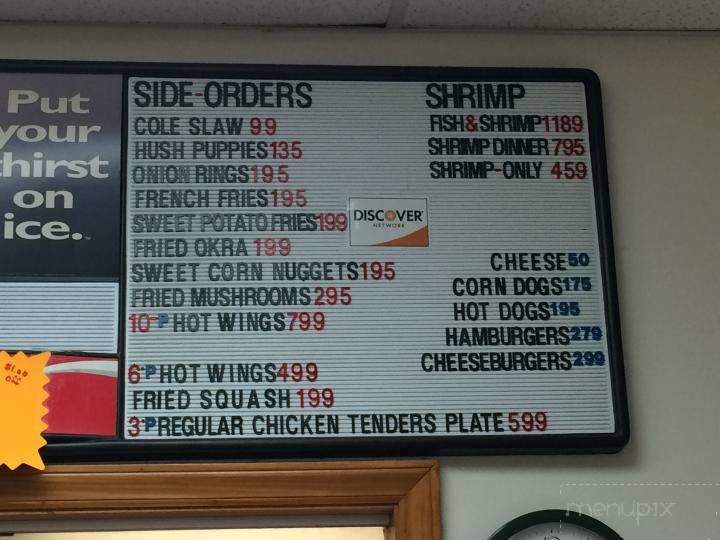 Put
your
thirst
on
ice.
SIDE-ORDERS
COLE SLAW 99
HUSH PUPPIES 135
ONION RINGS 195
FRENCH FRIES 195
SWEET POTATO FRIES 199
FRIED OKRA 199
SWEET CORN NUGGETS 195
FRIED MUSHROOMS 295
10-P HOT WINGS 799
6-P HOT WINGS 499
FRIED SQUASH 199
3-P REGULAR CHICKEN TENDERS PLATE 599
SHRIMP
FISH & SHRIMP 1189
SHRIMP DINNER 795
SHRIMP-ONLY 459
DISCOVER
NETWORK
CHEESE 50
CORN DOGS 175
HOT DOGS 195
HAMBURGERS 279
CHEESEBURGERS 299
$1.00
off
menupix